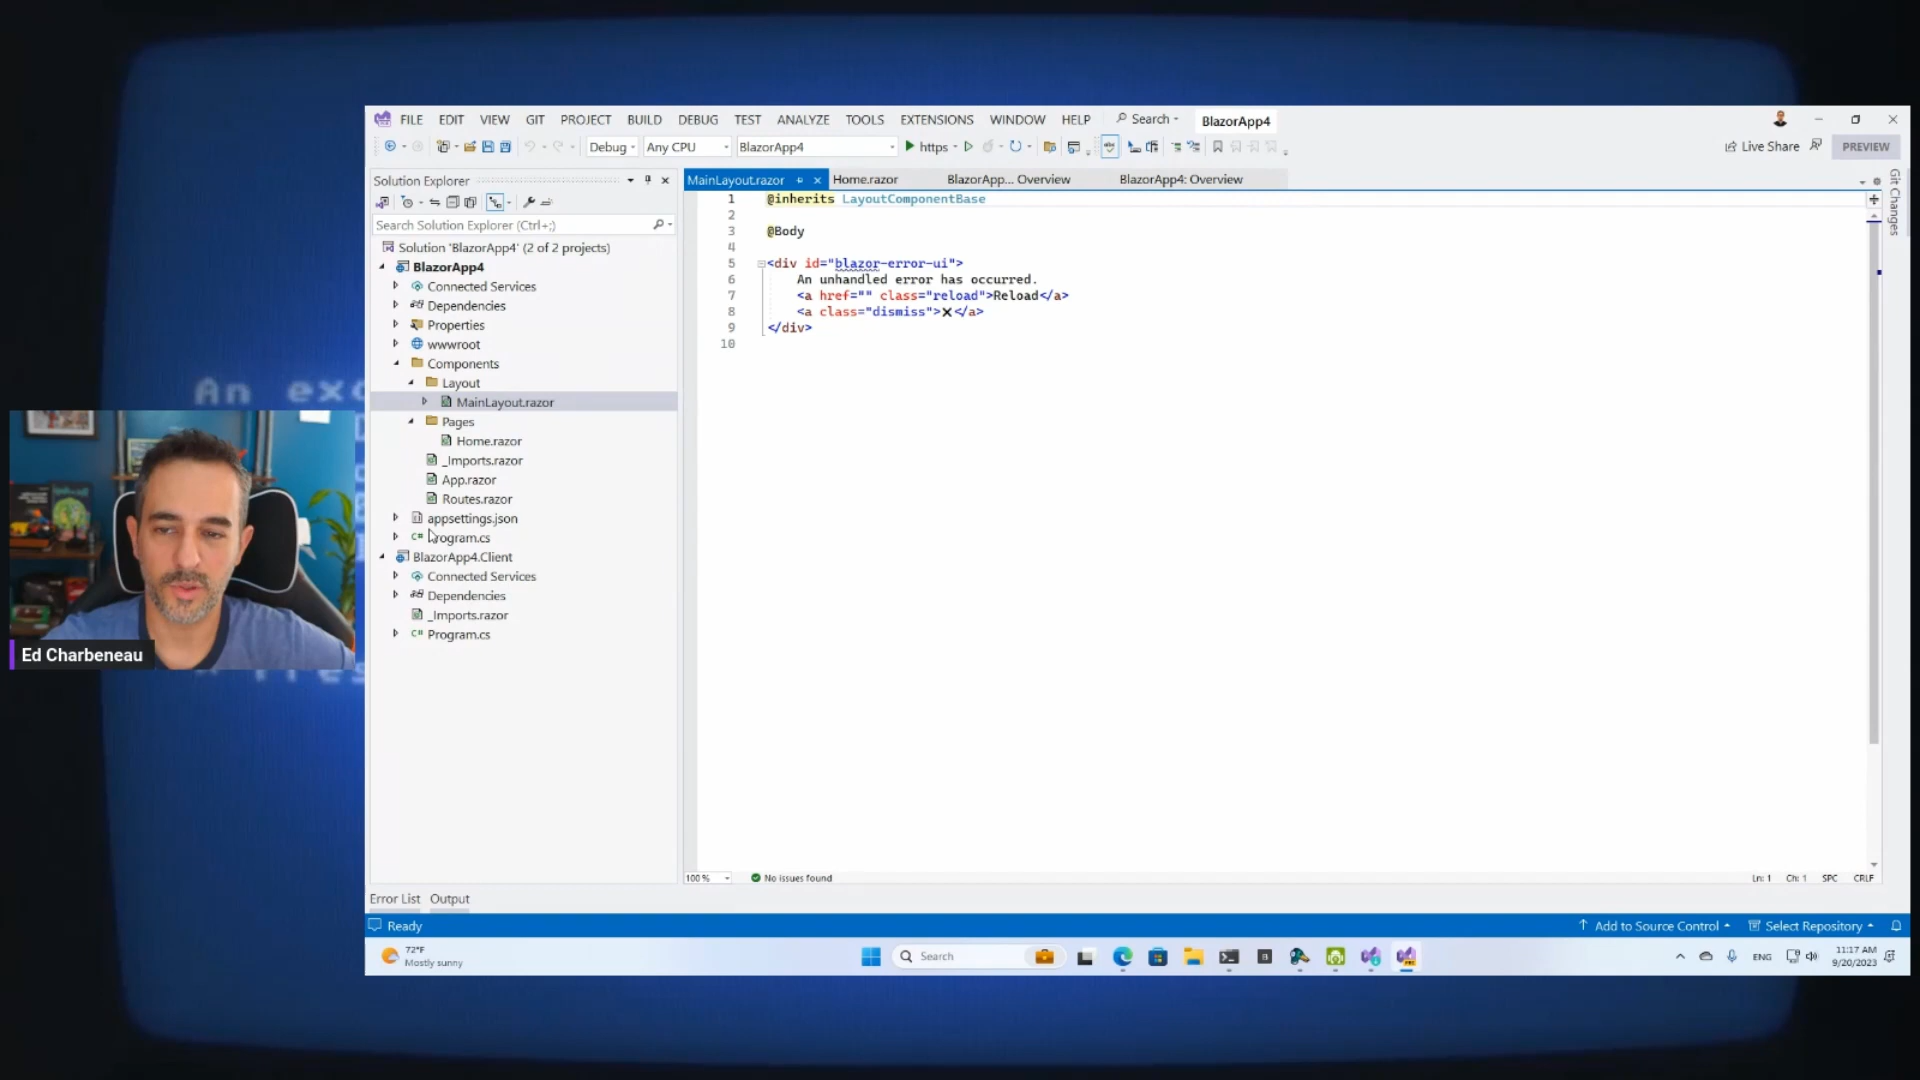 FILE EDIT VIEW GIT PROJECT BUILD DEBUG TEST ANALYZE TOOLS EXTENSIONS WINDOW HELP Search BlazorApp4
Debug Any CPU BlazorApp4 https Live Share PREVIEW
Solution Explorer
MainLayout.razor Home.razor BlazorApp... Overview BlazorApp4: Overview
Git Changes
Search Solution Explorer (Ctrl+;)
Solution 'BlazorApp4' (2 of 2 projects)
BlazorApp4
Connected Services
Dependencies
Properties
wwwroot
Components
Layout
MainLayout.razor
Pages
Home.razor
_Imports.razor
App.razor
Routes.razor
appsettings.json
C# Program.cs
BlazorApp4.Client
Connected Services
Dependencies
_Imports.razor
C# Program.cs
1 @inherits LayoutComponentBase
2
3 @Body
4
5 <div id="blazor-error-ui">
6 An unhandled error has occurred.
7 <a href="" class="reload">Reload</a>
8 <a class="dismiss">🗙</a>
9 </div>
10
100 % No issues found Ln: 1 Ch: 1 SPC CRLF
Error List Output
Ready Add to Source Control Select Repository
72°F
Mostly sunny
Search
ENG
11:17 AM
9/20/2023
An exc
Ed Charbeneau